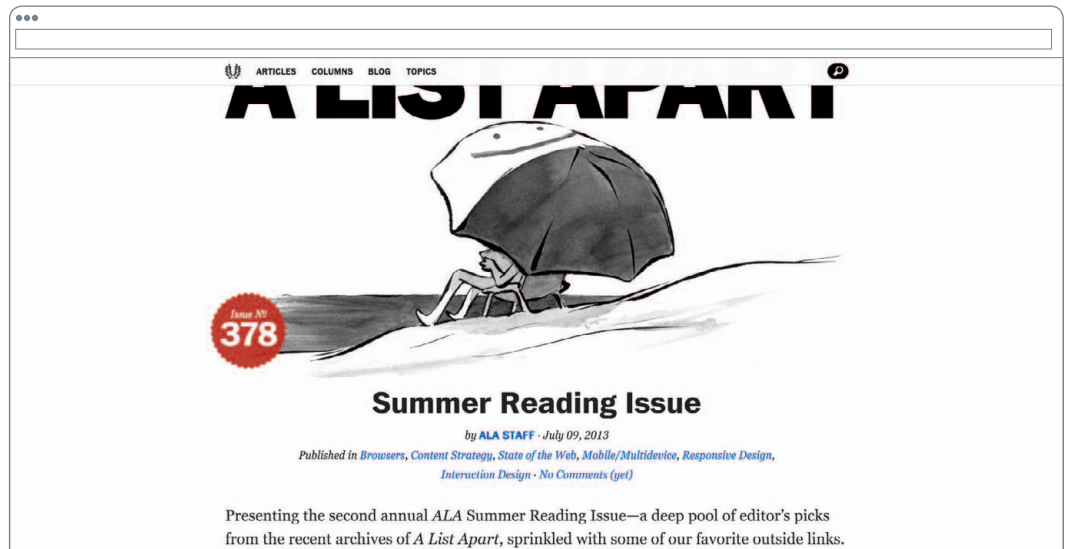 ARTICLES COLUMNS BLOG TOPICS
A LIST APART
Issue №
378
Summer Reading Issue
by ALA STAFF · July 09, 2013
Published in Browsers, Content Strategy, State of the Web, Mobile/Multidevice, Responsive Design,
Interaction Design · No Comments (yet)
Presenting the second annual ALA Summer Reading Issue—a deep pool of editor’s picks
from the recent archives of A List Apart, sprinkled with some of our favorite outside links.